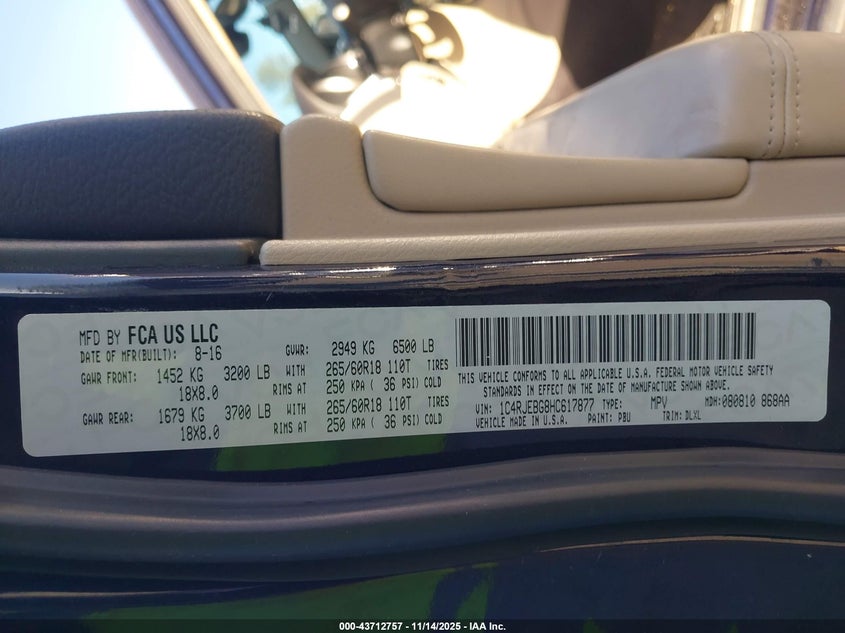 MFD BY FCA US LLC
DATE OF MFR(BUILT): 8-16 GVWR: 2949 KG 6500 LB
GAWR FRONT: 1452 KG 3200 LB WITH 265/60R18 110T TIRES
18X8.0 RIMS AT 250 KPA ( 36 PSI) COLD
GAWR REAR: 1679 KG 3700 LB WITH 265/60R18 110T TIRES
18X8.0 RIMS AT 250 KPA ( 36 PSI) COLD
THIS VEHICLE CONFORMS TO ALL APPLICABLE U.S.A. FEDERAL MOTOR VEHICLE SAFETY
STANDARDS IN EFFECT ON THE DATE OF MANUFACTURE SHOWN ABOVE.
VIN: 1C4RJEBG8HC617877 TYPE: MPV MDH:080810 868AA
VEHICLE MADE IN U.S.A. PAINT: PBU TRIM: DLXL
000-43712757 - 11/14/2025 - IAA Inc.